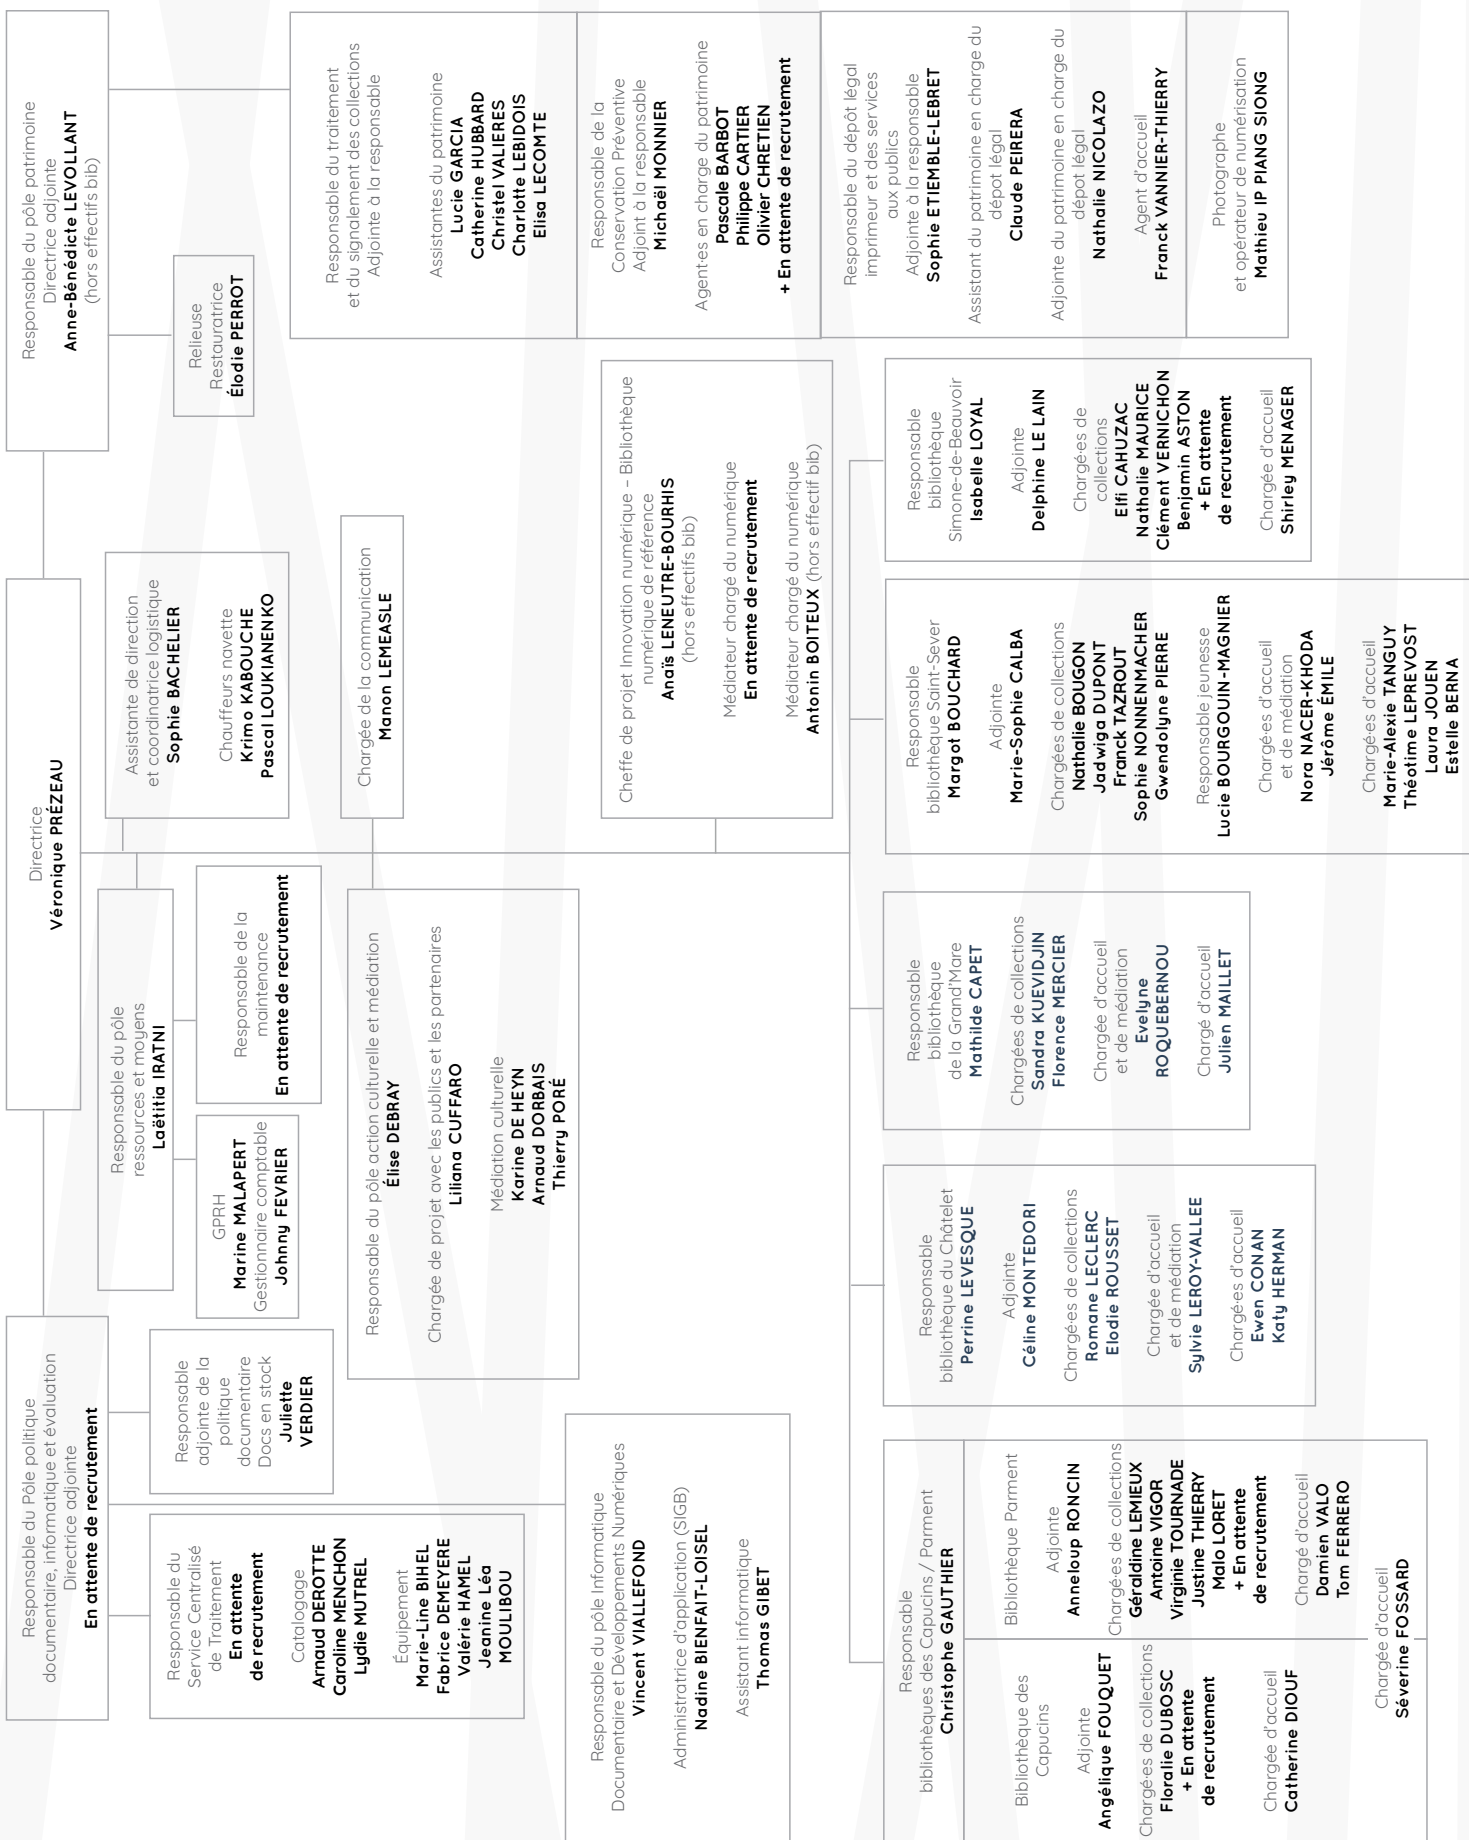 Directrice
Véronique PRÉZEAU
Responsable du Pôle politique
documentaire, informatique et évaluation
Directrice adjointe
En attente de recrutement
Responsable du
Service Centralisé
de Traitement
En attente
de recrutement
Catalogage
Arnaud DEROTTE
Caroline MENCHON
Lydie MUTREL
Équipement
Marie-Line BIHEL
Fabrice DEMEYERE
Valérie HAMEL
Jeanine Léa
MOULIBOU
Responsable
adjointe de la
politique
documentaire
Docs en stock
Juliette
VERDIER
Responsable du pôle Informatique
Documentaire et Développements Numériques
Vincent VIALLEFOND
Administratrice d'application (SIGB)
Nadine BIENFAIT-LOISEL
Assistant informatique
Thomas GIBET
Responsable du pôle
ressources et moyens
Laëtitia IRATNI
GPRH
Marine MALAPERT
Gestionnaire comptable
Johnny FEVRIER
Responsable de la
maintenance
En attente de recrutement
Assistante de direction
et coordinatrice logistique
Sophie BACHELIER
Chauffeurs navette
Krimo KABOUCHE
Pascal LOUKIANENKO
Responsable du pôle action culturelle et médiation
Élise DEBRAY
Chargée de projet avec les publics et les partenaires
Liliana CUFFARO
Médiation culturelle
Karine DE HEYN
Arnaud DORBAIS
Thierry PORÉ
Chargée de la communication
Manon LEMEASLE
Cheffe de projet Innovation numérique – Bibliothèque
numérique de référence
Anaïs LENEUTRE-BOURHIS
(hors effectifs bib)
Médiateur chargé du numérique
En attente de recrutement
Médiateur chargé du numérique
Antonin BOITEUX (hors effectif bib)
Responsable du pôle patrimoine
Directrice adjointe
Anne-Bénédicte LEVOLLANT
(hors effectifs bib)
Relieuse
Restauratrice
Élodie PERROT
Responsable du traitement
et du signalement des collections
Adjointe à la responsable
Assistantes du patrimoine
Lucie GARCIA
Catherine HUBBARD
Christel VALIERES
Charlotte LEBIDOIS
Elisa LECOMTE
Responsable de la
Conservation Préventive
Adjoint à la responsable
Michaël MONNIER
Agent·es en charge du patrimoine
Pascale BARBOT
Philippe CARTIER
Olivier CHRETIEN
+ En attente de recrutement
Responsable du dépôt légal
imprimeur et des services
aux publics
Adjointe à la responsable
Sophie ETIEMBLE-LEBRET
Assistant du patrimoine en charge du
dépot légal
Claude PEIRERA
Adjointe du patrimoine en charge du
dépot légal
Nathalie NICOLAZO
Agent d'accueil
Franck VANNIER-THIERRY
Photographe
et opérateur de numérisation
Mathieu IP PIANG SIONG
Responsable
bibliothèques des Capucins / Parment
Christophe GAUTHIER
Bibliothèque des
Capucins
Adjointe
Angélique FOUQUET
Chargé·es de collections
Floralie DUBOSC
+ En attente
de recrutement
Chargée d'accueil
Catherine DIOUF
Bibliothèque Parment
Adjointe
Anneloup RONCIN
Chargé·es de collections
Géraldine LEMIEUX
Antoine VIGOR
Virginie TOURNADE
Justine THIERRY
Malo LORET
+ En attente
de recrutement
Chargé d'accueil
Damien VALO
Tom FERRERO
Chargée d'accueil
Séverine FOSSARD
Responsable
bibliothèque du Châtelet
Perrine LEVESQUE
Adjointe
Céline MONTEDORI
Chargé·es de collections
Romane LECLERC
Elodie ROUSSET
Chargée d'accueil
et de médiation
Sylvie LEROY-VALLEE
Chargé·es d'accueil
Ewen CONAN
Katy HERMAN
Responsable
bibliothèque
de la Grand'Mare
Mathilde CAPET
Chargées de collections
Sandra KUEVIDJIN
Florence MERCIER
Chargée d'accueil
et de médiation
Evelyne
ROQUEBERNOU
Chargé d'accueil
Julien MAILLET
Responsable
bibliothèque Saint-Sever
Margot BOUCHARD
Adjointe
Marie-Sophie CALBA
Chargées de collections
Nathalie BOUGON
Jadwiga DUPONT
Franck TAZROUT
Sophie NONNENMACHER
Gwendolyne PIERRE
Responsable jeunesse
Lucie BOURGOUIN-MAGNIER
Chargé·es d'accueil
et de médiation
Nora NACER-KHODA
Jérôme ÉMILE
Chargé·es d'accueil
Marie-Alexie TANGUY
Théotime LEPREVOST
Laura JOUEN
Estelle BERNA
Responsable
bibliothèque
Simone-de-Beauvoir
Isabelle LOYAL
Adjointe
Delphine LE LAIN
Chargé·es de
collections
Elfi CAHUZAC
Nathalie MAURICE
Clément VERNICHON
Benjamin ASTON
+ En attente
de recrutement
Chargée d'accueil
Shirley MENAGER